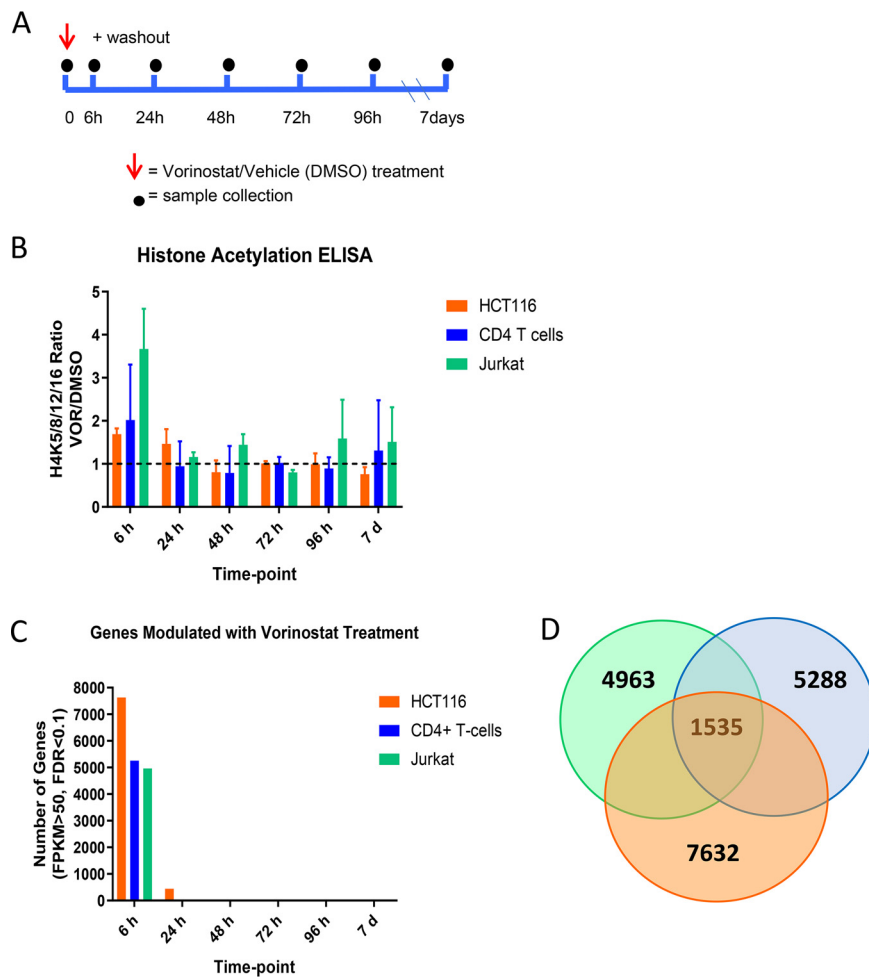 A
+ washout
0 6h 24h 48h 72h 96h 7days
= Vorinostat/Vehicle (DMSO) treatment
= sample collection
B
Histone Acetylation ELISA
H4K5/8/12/16 Ratio
VOR/DMSO
5
4
3
2
1
0
6 h 24 h 48 h 72 h 96 h 7 d
Time-point
HCT116
CD4 T cells
Jurkat
C
Genes Modulated with Vorinostat Treatment
Number of Genes
(FPKM>50, FDR<0.1)
8000
7000
6000
5000
4000
3000
2000
1000
0
6 h 24 h 48 h 72 h 96 h 7 d
Time-point
HCT116
CD4+ T-cells
Jurkat
D
4963 5288
1535
7632